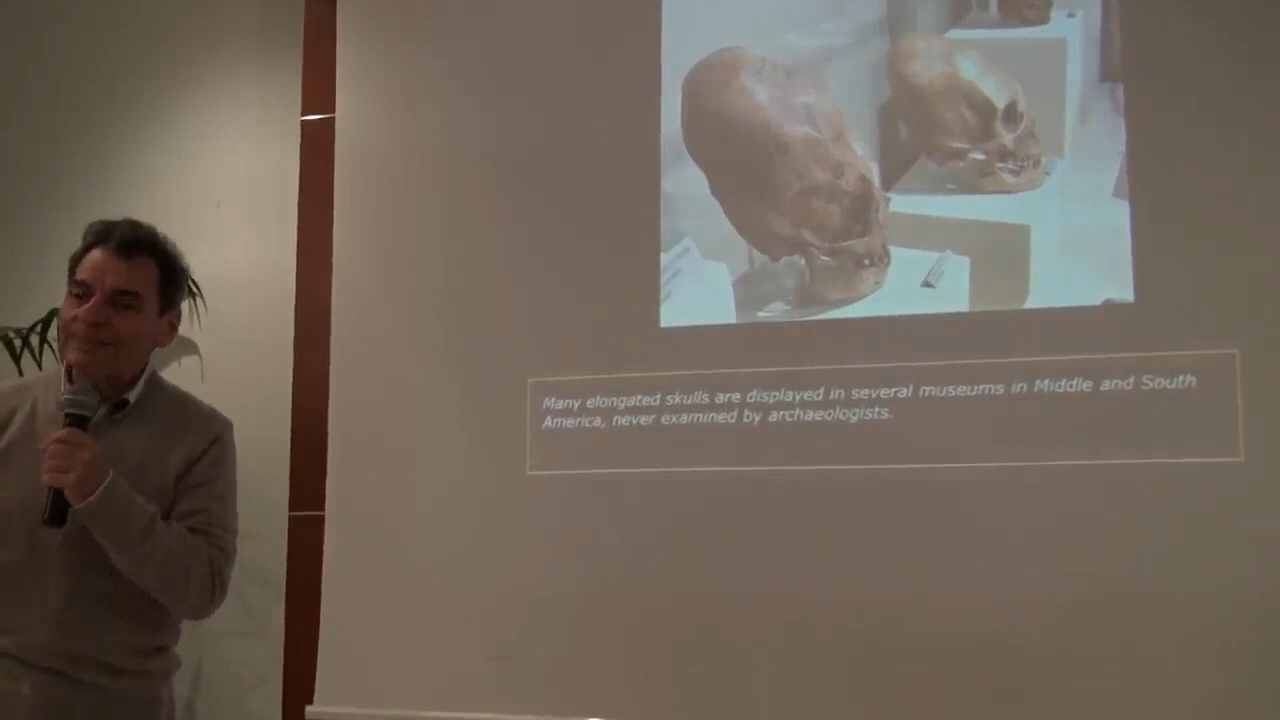 Many elongated skulls are displayed in several museums in Middle and South
America, never examined by archaeologists.